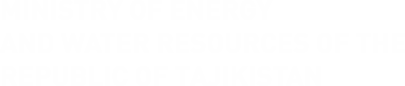 MINISTRY OF ENERGY
AND WATER RESOURCES OF THE
REPUBLIC OF TAJIKISTAN